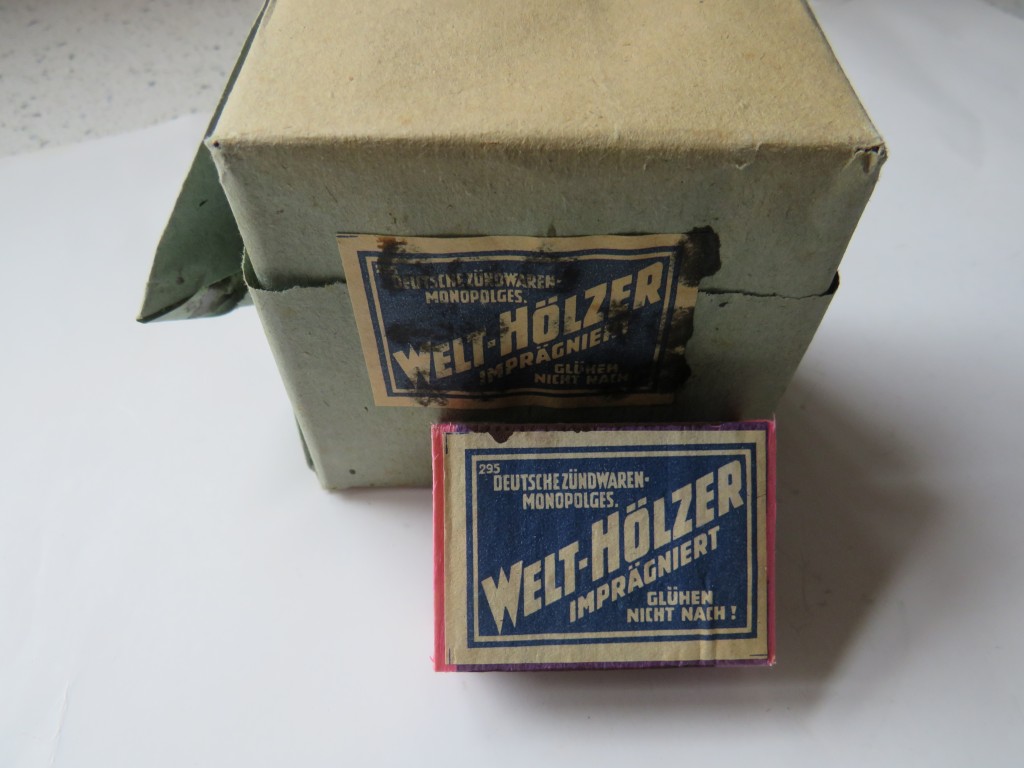 DEUTSCHE ZÜNDWAREN-
MONOPOLGES.
WELT-HÖLZER
IMPRÄGNIERT
GLÜHEN
NICHT NACH
295
DEUTSCHE ZÜNDWAREN-
MONOPOLGES.
WELT-HÖLZER
IMPRÄGNIERT
GLÜHEN
NICHT NACH!